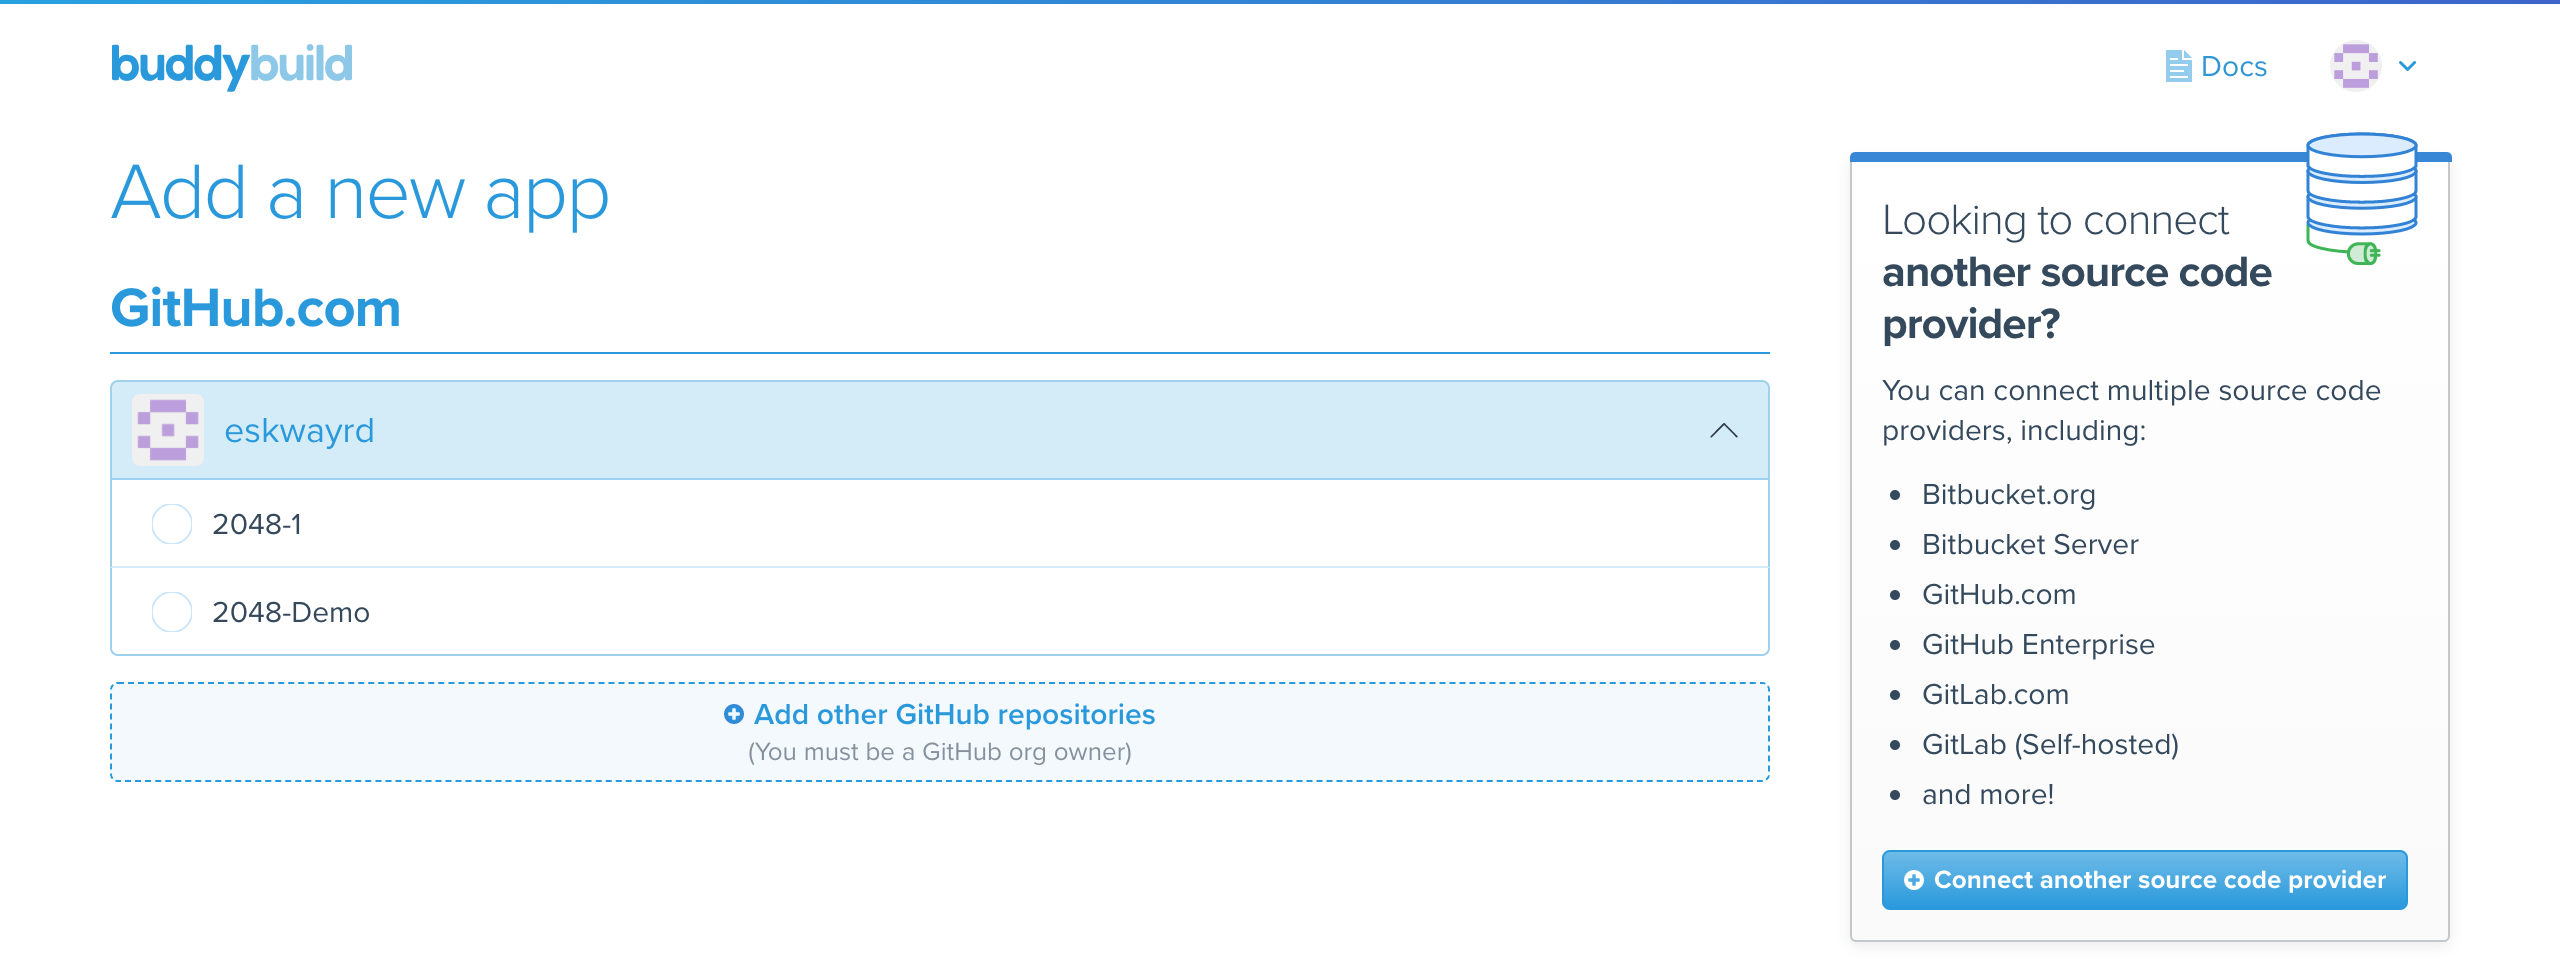 buddybuild
Docs
Add a new app
GitHub.com
eskwayrd
2048-1
2048-Demo
Add other GitHub repositories
(You must be a GitHub org owner)
Looking to connect
another source code
provider?
You can connect multiple source code
providers, including:
Bitbucket.org
Bitbucket Server
GitHub.com
GitHub Enterprise
GitLab.com
GitLab (Self-hosted)
and more!
Connect another source code provider